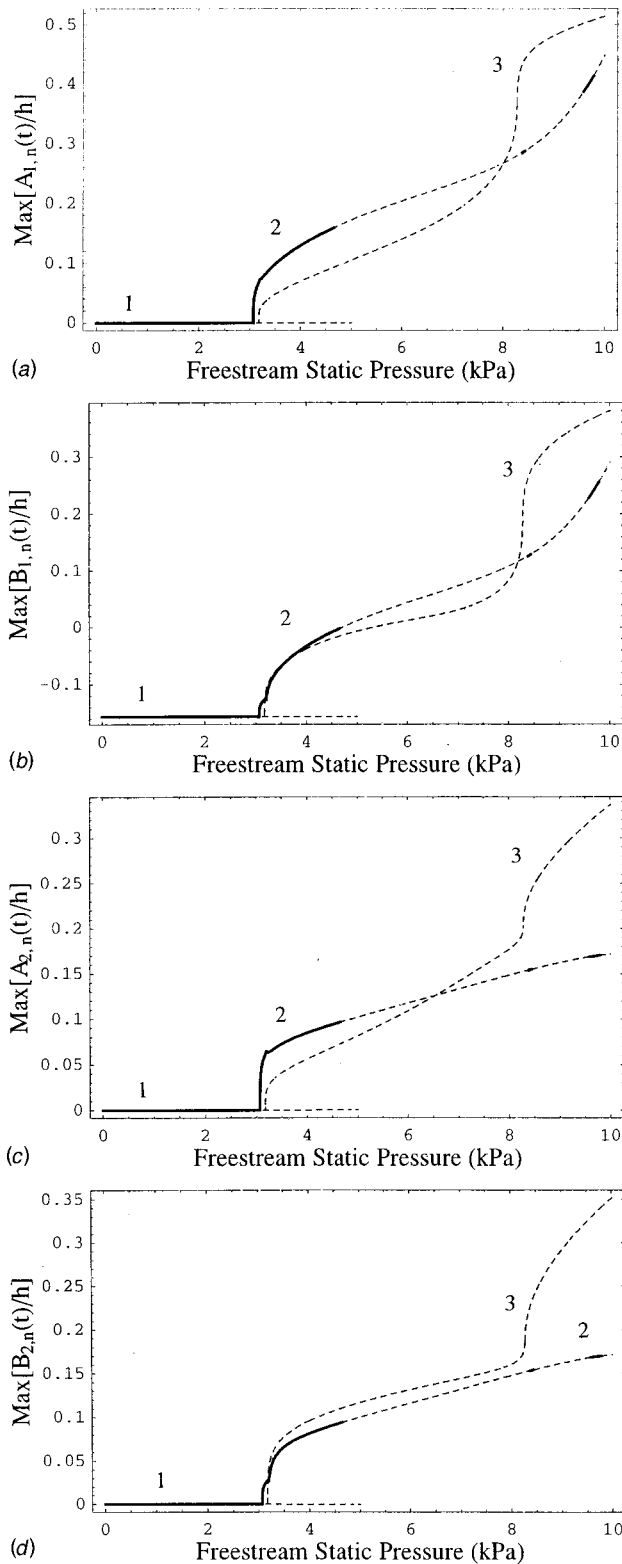 0.5
0.4
0.3
0.2
0.1
0
Max[A1,n(t)/h]
1
2
3
0 2 4 6 8 10
(a)
Freestream Static Pressure (kPa)
0.3
0.2
0.1
0
-0.1
Max[B1,n(t)/h]
1
2
3
0 2 4 6 8 10
(b)
Freestream Static Pressure (kPa)
0.3
0.25
0.2
0.15
0.1
0.05
0
Max[A2,n(t)/h]
1
2
3
0 2 4 6 8 10
(c)
Freestream Static Pressure (kPa)
0.35
0.3
0.25
0.2
0.15
0.1
0.05
0
Max[B2,n(t)/h]
1
3
2
0 2 4 6 8 10
(d)
Freestream Static Pressure (kPa)